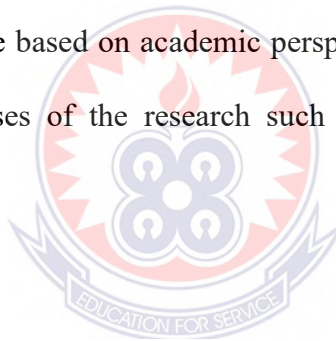 e based on academic persp
ses of the research such
EDUCATION FOR SERVICE